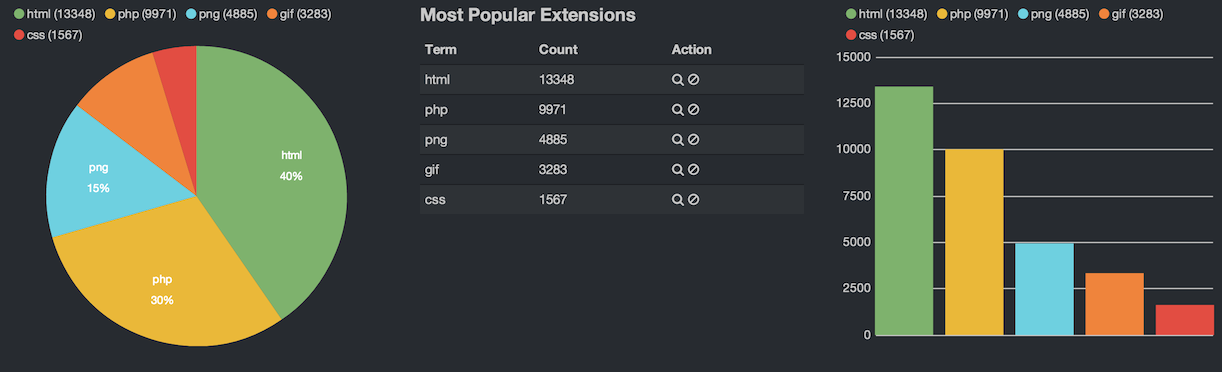 html (13348) php (9971) png (4885) gif (3283)
css (1567)
html
40%
png
15%
php
30%
Most Popular Extensions
Term Count Action
html 13348
php 9971
png 4885
gif 3283
css 1567
html (13348) php (9971) png (4885) gif (3283)
css (1567)
15000
12500
10000
7500
5000
2500
0